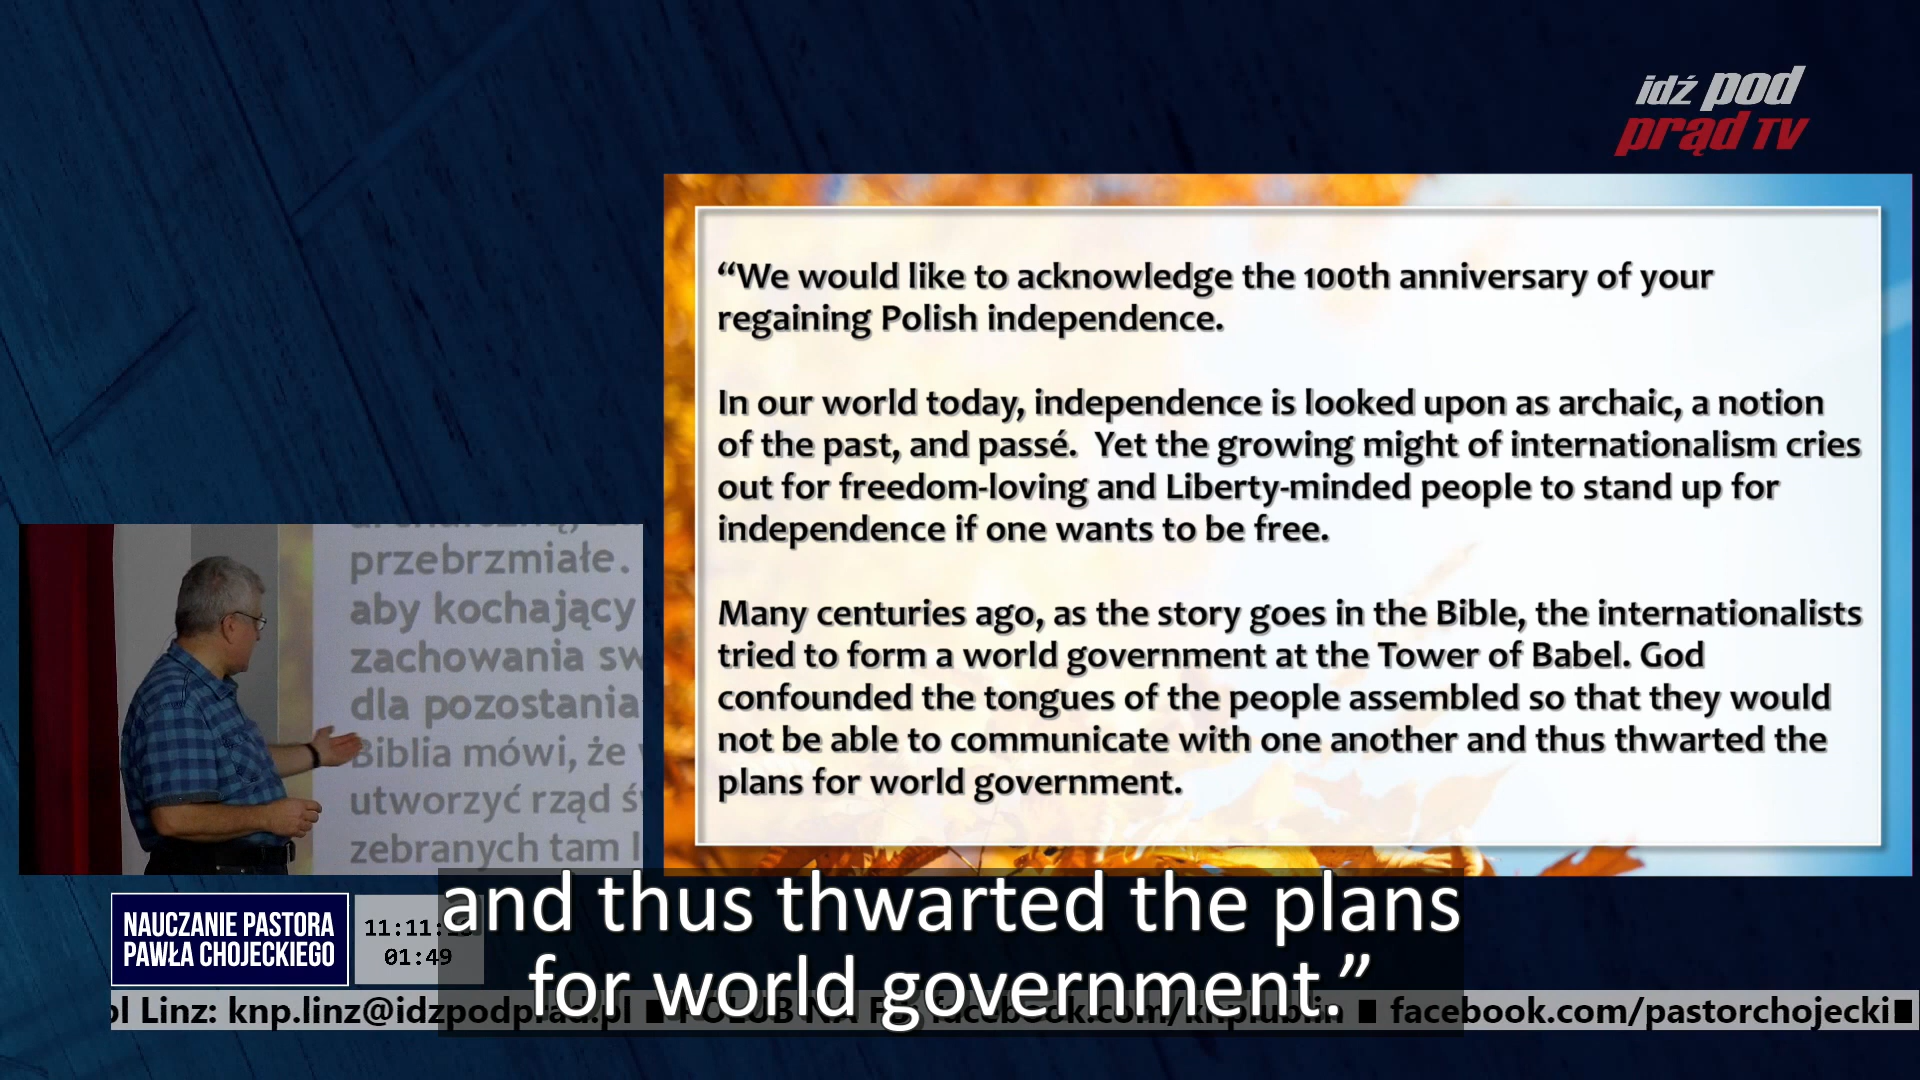 idź pod
prąd TV
“We would like to acknowledge the 100th anniversary of your
regaining Polish independence.
In our world today, independence is looked upon as archaic, a notion
of the past, and passé. Yet the growing might of internationalism cries
out for freedom-loving and Liberty-minded people to stand up for
independence if one wants to be free.
Many centuries ago, as the story goes in the Bible, the internationalists
tried to form a world government at the Tower of Babel. God
confounded the tongues of the people assembled so that they would
not be able to communicate with one another and thus thwarted the
plans for world government.
przebrzmiałe.
aby kochający
zachowania sw
dla pozostania
Biblia mówi, że
utworzyć rząd ś
zebranych tam l
NAUCZANIE PASTORA
PAWŁA CHOJECKIEGO
11:11:
01:49
and thus thwarted the plans
for world government.”
pl Linz: knp.linz@idzpodprad.pl ∎ facebook.com/knplublin ∎ facebook.com/pastorchojecki∎